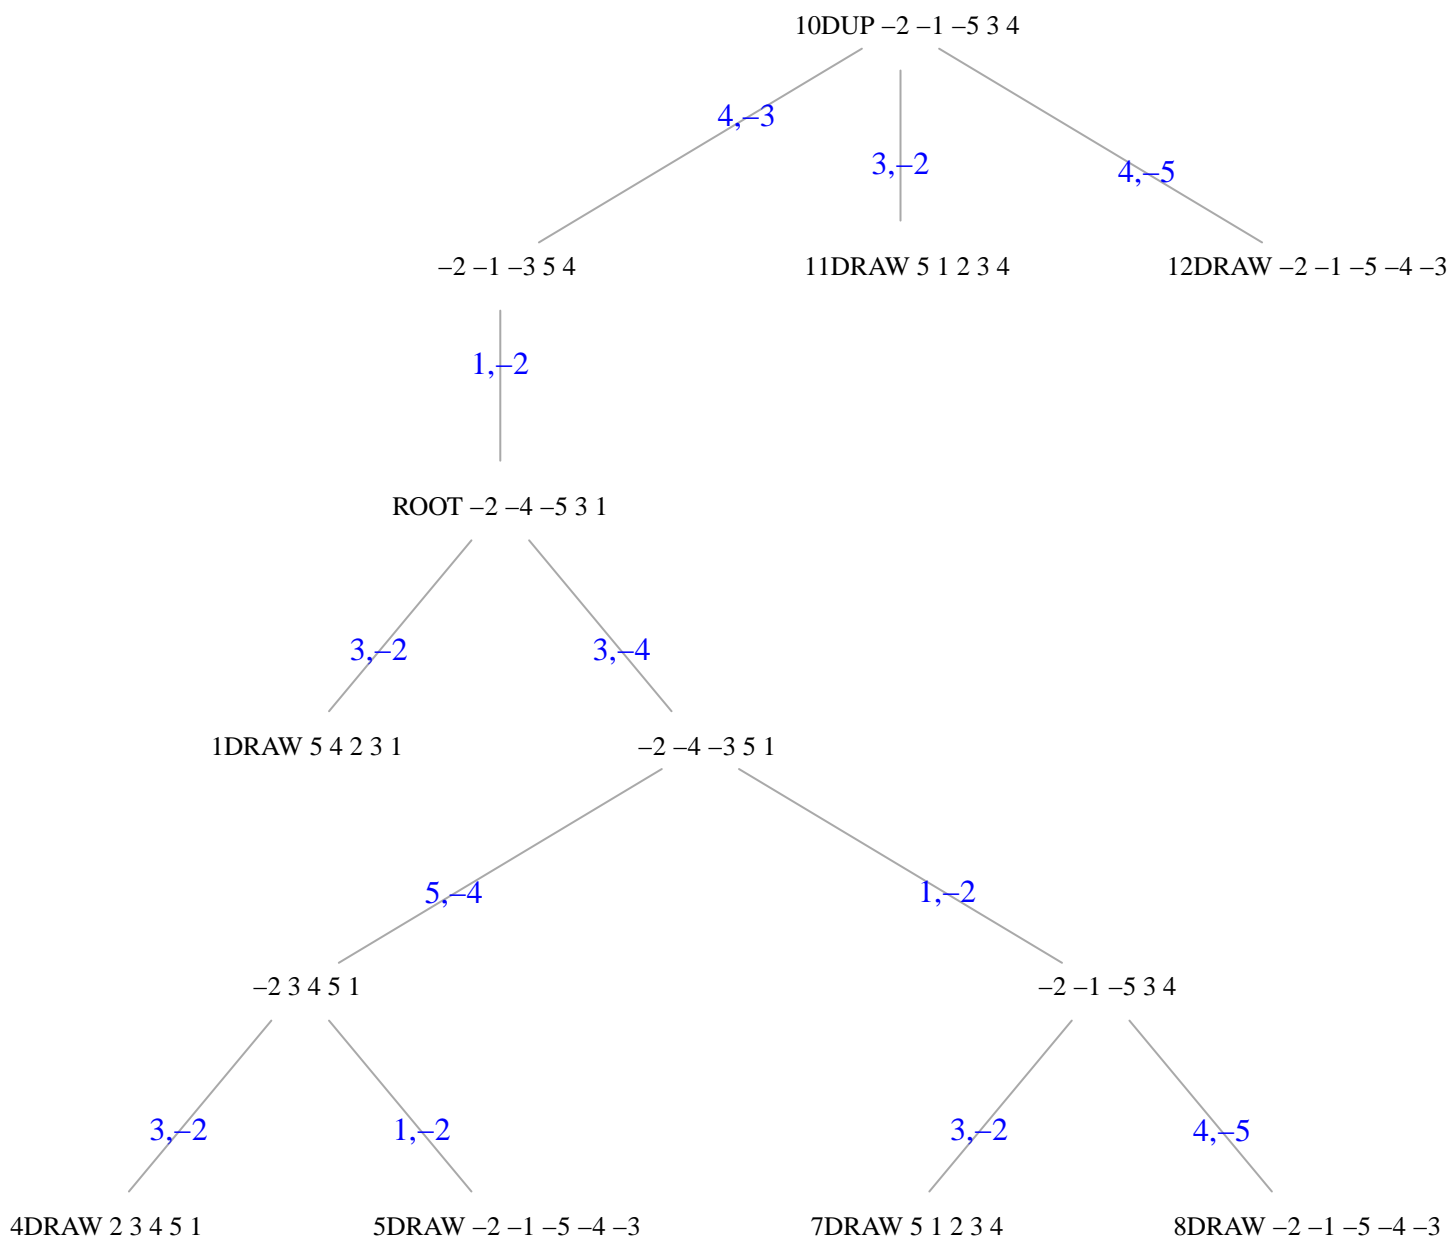 10DUP –2 –1 –5 3 4
4,–3
3,–2
4,–5
–2 –1 –3 5 4
11DRAW 5 1 2 3 4
12DRAW –2 –1 –5 –4 –3
1,–2
ROOT –2 –4 –5 3 1
3,–2
3,–4
1DRAW 5 4 2 3 1
–2 –4 –3 5 1
5,–4
1,–2
–2 3 4 5 1
–2 –1 –5 3 4
3,–2
1,–2
3,–2
4,–5
4DRAW 2 3 4 5 1
5DRAW –2 –1 –5 –4 –3
7DRAW 5 1 2 3 4
8DRAW –2 –1 –5 –4 –3